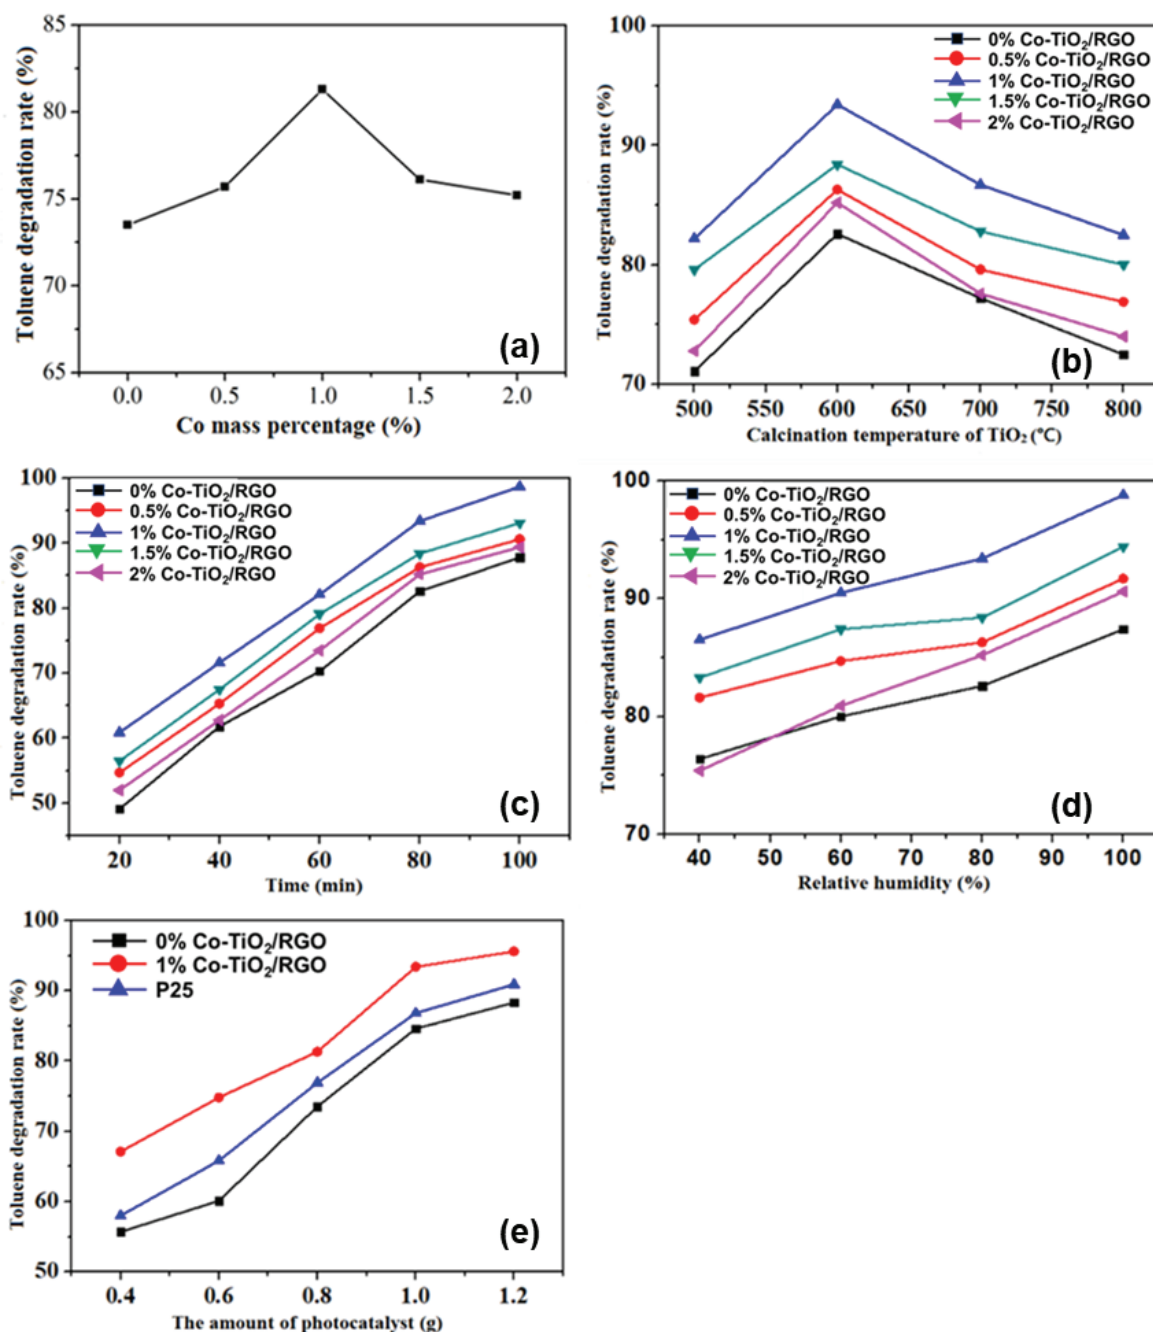 85
80
75
70
65
Toluene degradation rate (%)
0.0 0.5 1.0 1.5 2.0
Co mass percentage (%)
(a)
100
90
80
70
Toluene degradation rate (%)
0% Co-TiO₂/RGO
0.5% Co-TiO₂/RGO
1% Co-TiO₂/RGO
1.5% Co-TiO₂/RGO
2% Co-TiO₂/RGO
(b)
500 550 600 650 700 750 800
Calcination temperature of TiO₂ (℃)
100
90
80
70
60
50
Toluene degradation rate (%)
0% Co-TiO₂/RGO
0.5% Co-TiO₂/RGO
1% Co-TiO₂/RGO
1.5% Co-TiO₂/RGO
2% Co-TiO₂/RGO
(c)
20 40 60 80 100
Time (min)
100
90
80
70
Toluene degradation rate (%)
0% Co-TiO₂/RGO
0.5% Co-TiO₂/RGO
1% Co-TiO₂/RGO
1.5% Co-TiO₂/RGO
2% Co-TiO₂/RGO
(d)
40 50 60 70 80 90 100
Relative humidity (%)
100
90
80
70
60
50
Toluene degradation rate (%)
0% Co-TiO₂/RGO
1% Co-TiO₂/RGO
P25
(e)
0.4 0.6 0.8 1.0 1.2
The amount of photocatalyst (g)